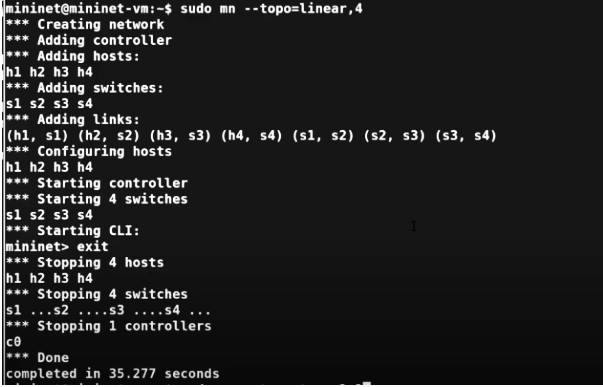 mininet@mininet-vm:~$ sudo mn --topo=linear,4
*** Creating network
*** Adding controller
*** Adding hosts:
h1 h2 h3 h4
*** Adding switches:
s1 s2 s3 s4
*** Adding links:
(h1, s1) (h2, s2) (h3, s3) (h4, s4) (s1, s2) (s2, s3) (s3, s4)
*** Configuring hosts
h1 h2 h3 h4
*** Starting controller
*** Starting 4 switches
s1 s2 s3 s4
*** Starting CLI:
mininet> exit
*** Stopping 4 hosts
h1 h2 h3 h4
*** Stopping 4 switches
s1 ...s2 ....s3 ....s4 ...
*** Stopping 1 controllers
c0
*** Done
completed in 35.277 seconds